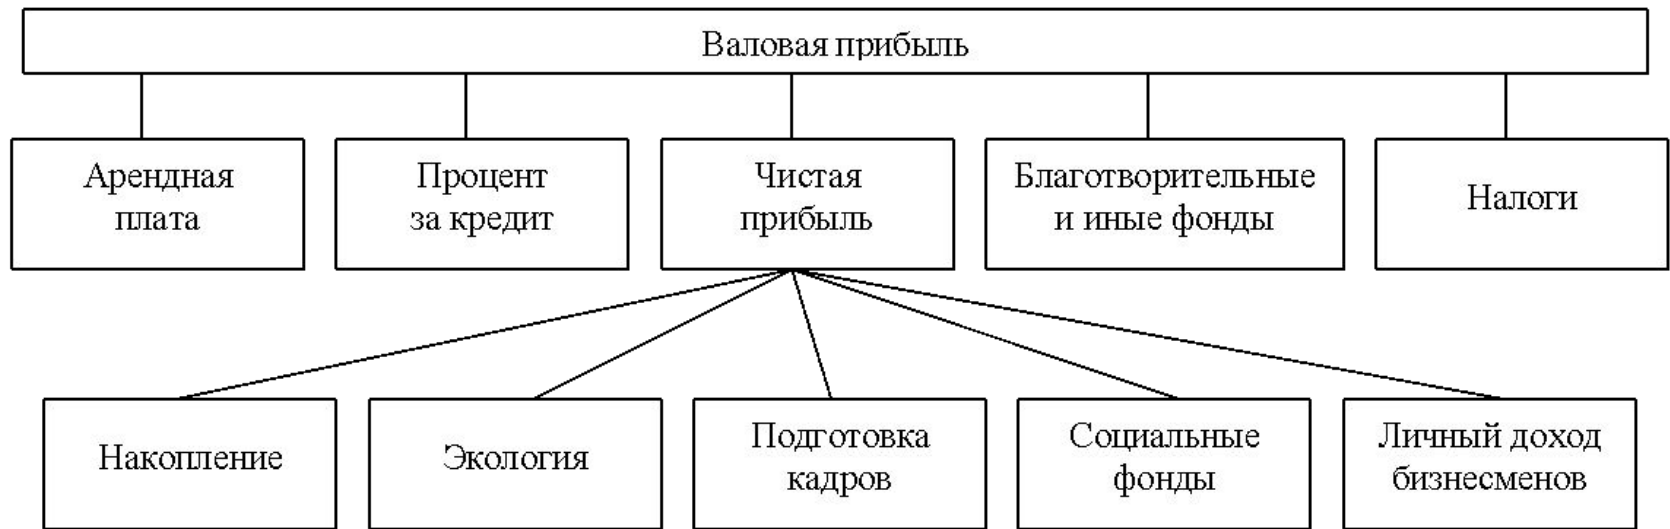 Валовая прибыль
Арендная
плата
Процент
за кредит
Чистая
прибыль
Благотворительные
и иные фонды
Налоги
Накопление
Экология
Подготовка
кадров
Социальные
фонды
Личный доход
бизнесменов